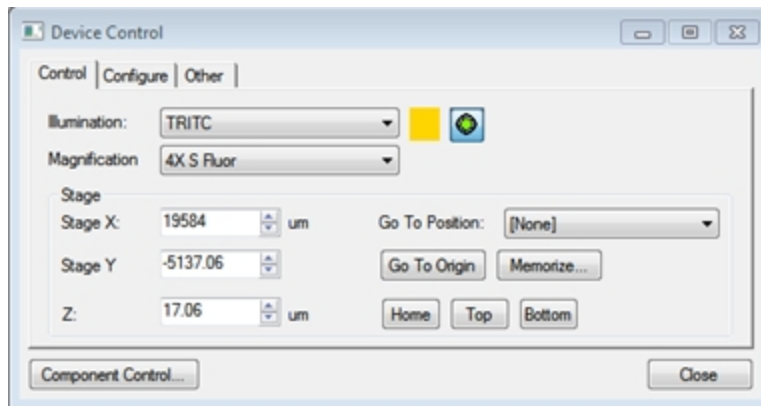 Device Control
Control Configure Other
Illumination: TRITC
Magnification 4X S Fluor
Stage
Stage X: 19584 um Go To Position: [None]
Stage Y -5137.06 Go To Origin Memorize...
Z: 17.06 um Home Top Bottom
Component Control... Close